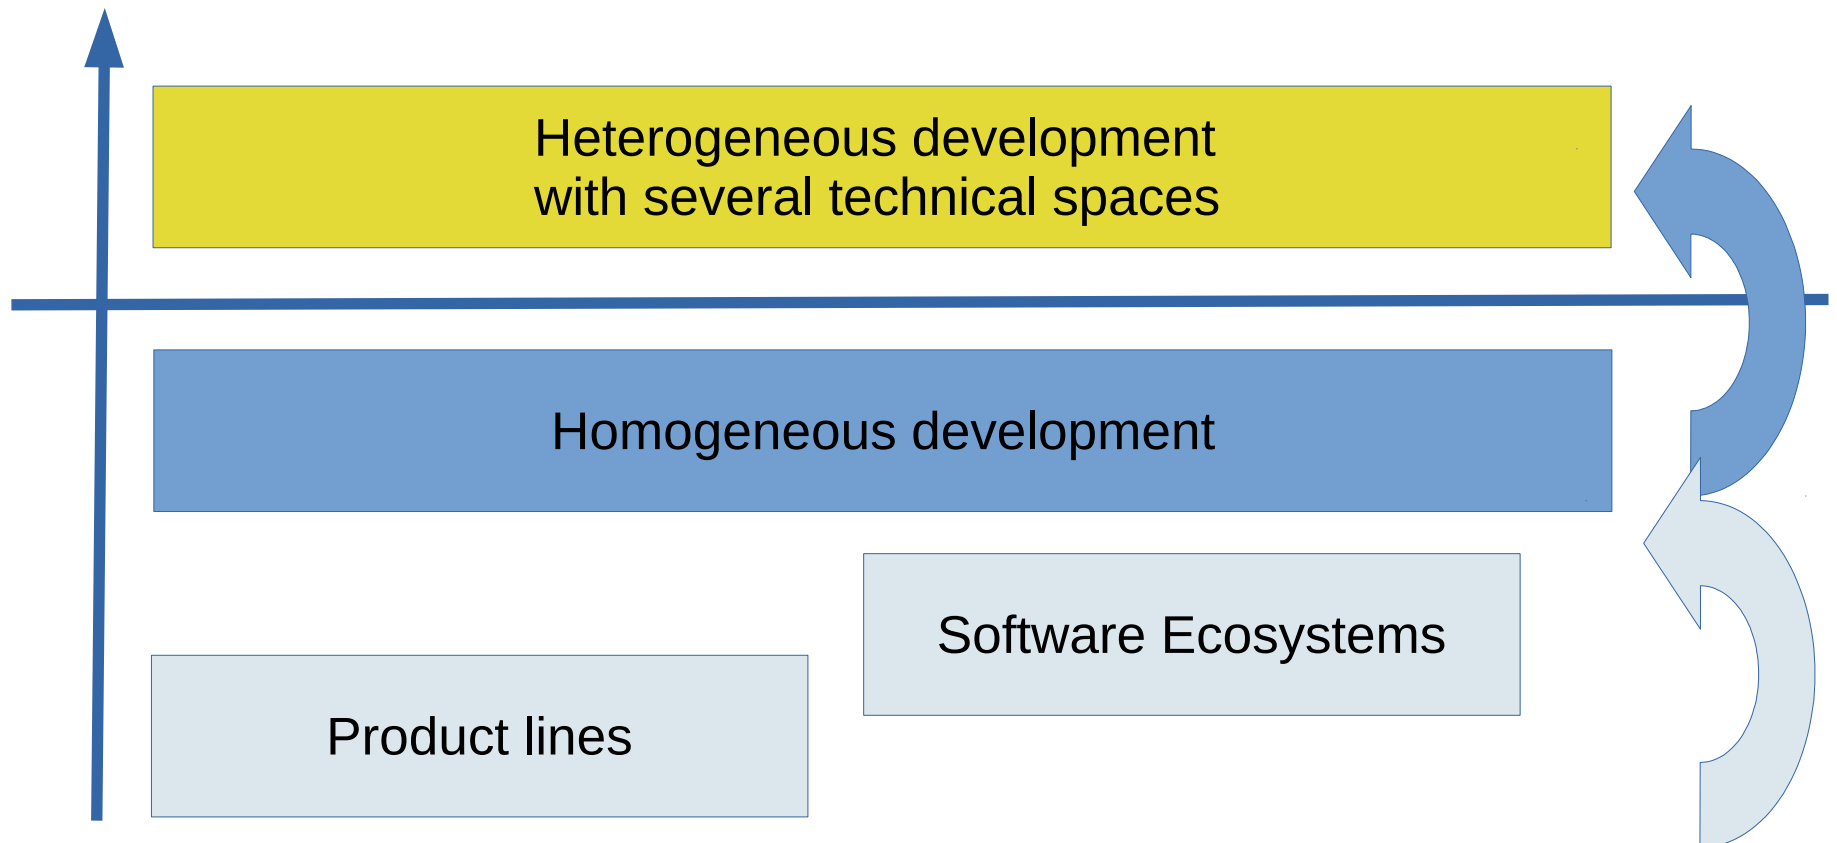 Heterogeneous development
with several technical spaces
Homogeneous development
Software Ecosystems
Product lines